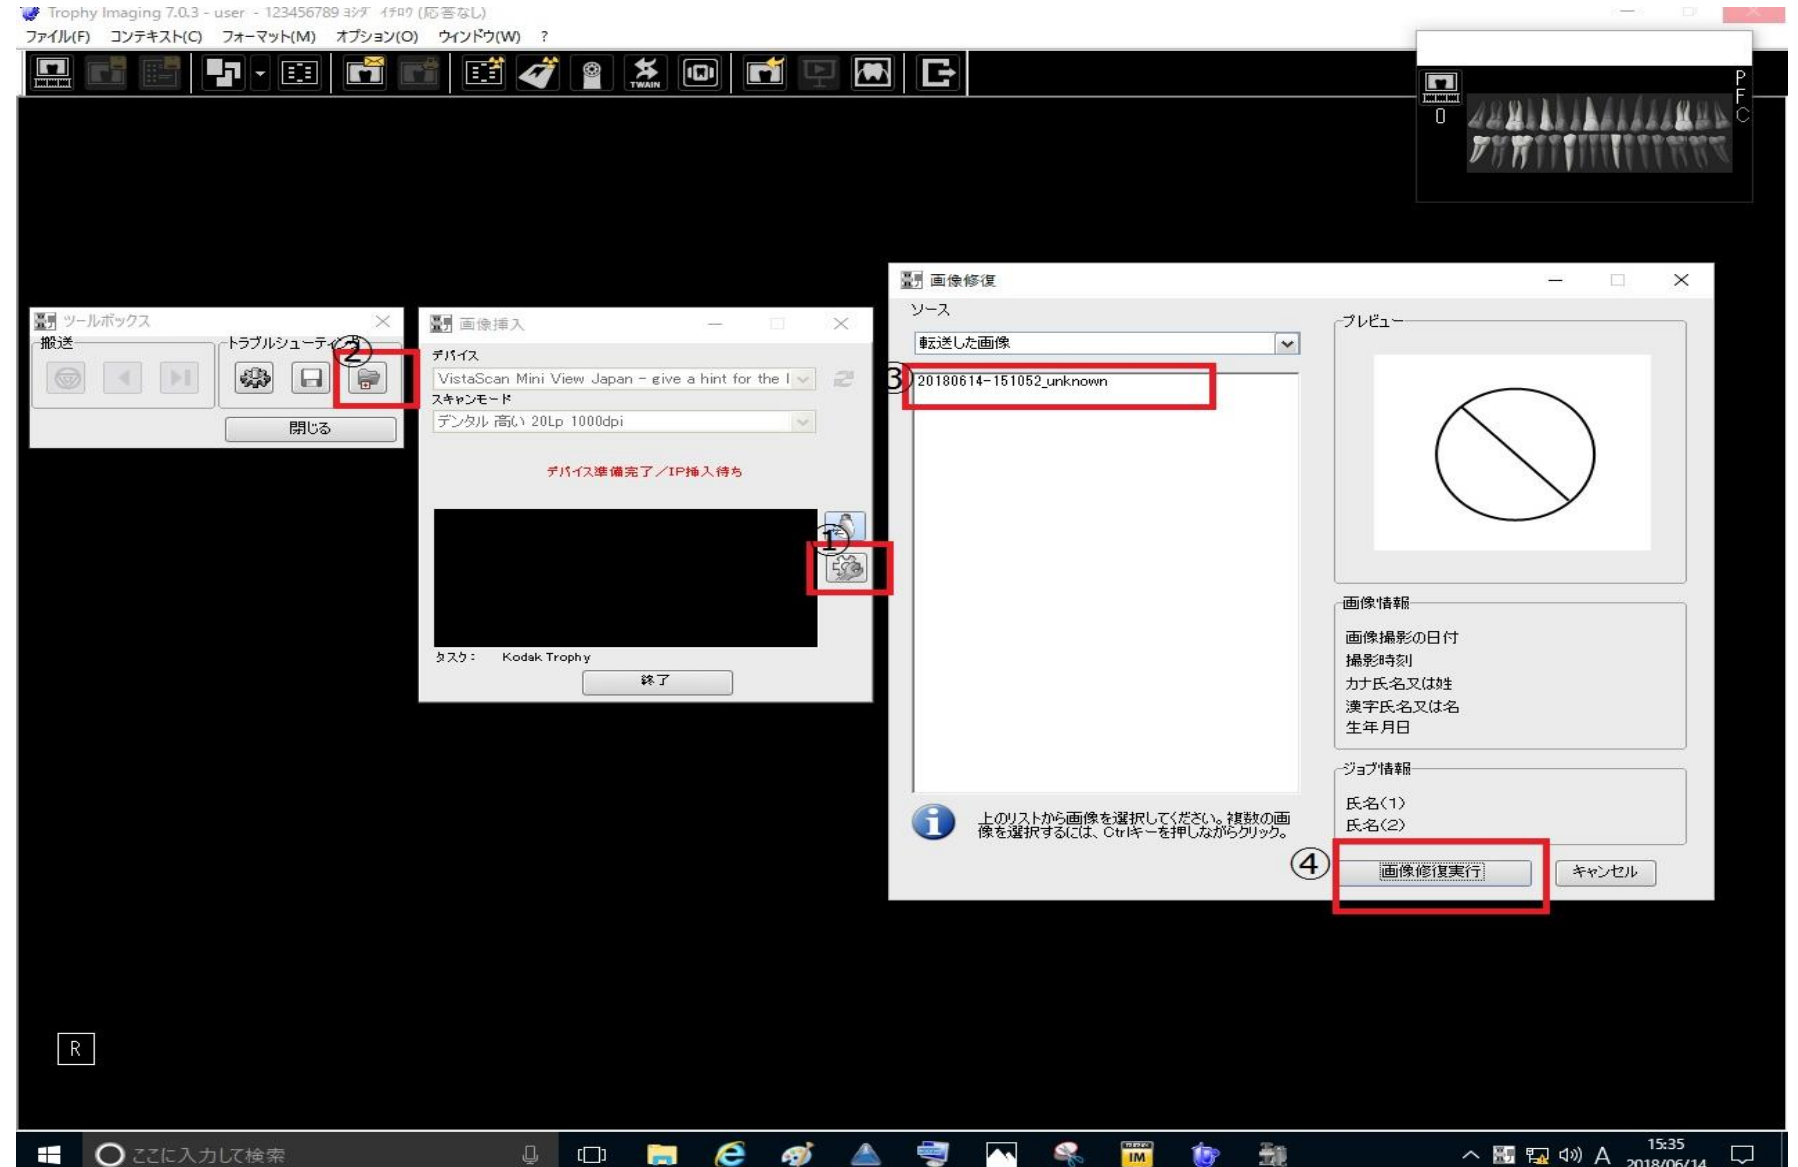 Trophy Imaging 7.0.3 - user - 123456789 ヨシダ イチロウ (応答なし)
ファイル(F) コンテキスト(C) フォーマット(M) オプション(O) ウインドウ(W) ?
TWAIN
P
F
C
0
画像修復
ソース
転送した画像
③
20180614-151052_unknown
プレビュー
ツールボックス
搬送
トラブルシューティング
②
閉じる
画像挿入
デバイス
VistaScan Mini View Japan - give a hint for the l
スキャンモード
デンタル 高い 20Lp 1000dpi
デバイス準備完了/IP挿入待ち
①
タスク: Kodak Trophy
終了
画像情報
画像撮影の日付
撮影時刻
カナ氏名又は姓
漢字氏名又は名
生年月日
ジョブ情報
氏名(1)
氏名(2)
上のリストから画像を選択してください。複数の画
像を選択するには、Ctrlキーを押しながらクリック。
④
画像修復実行
キャンセル
R
ここに入力して検索
IM
A
15:35
2018/06/14